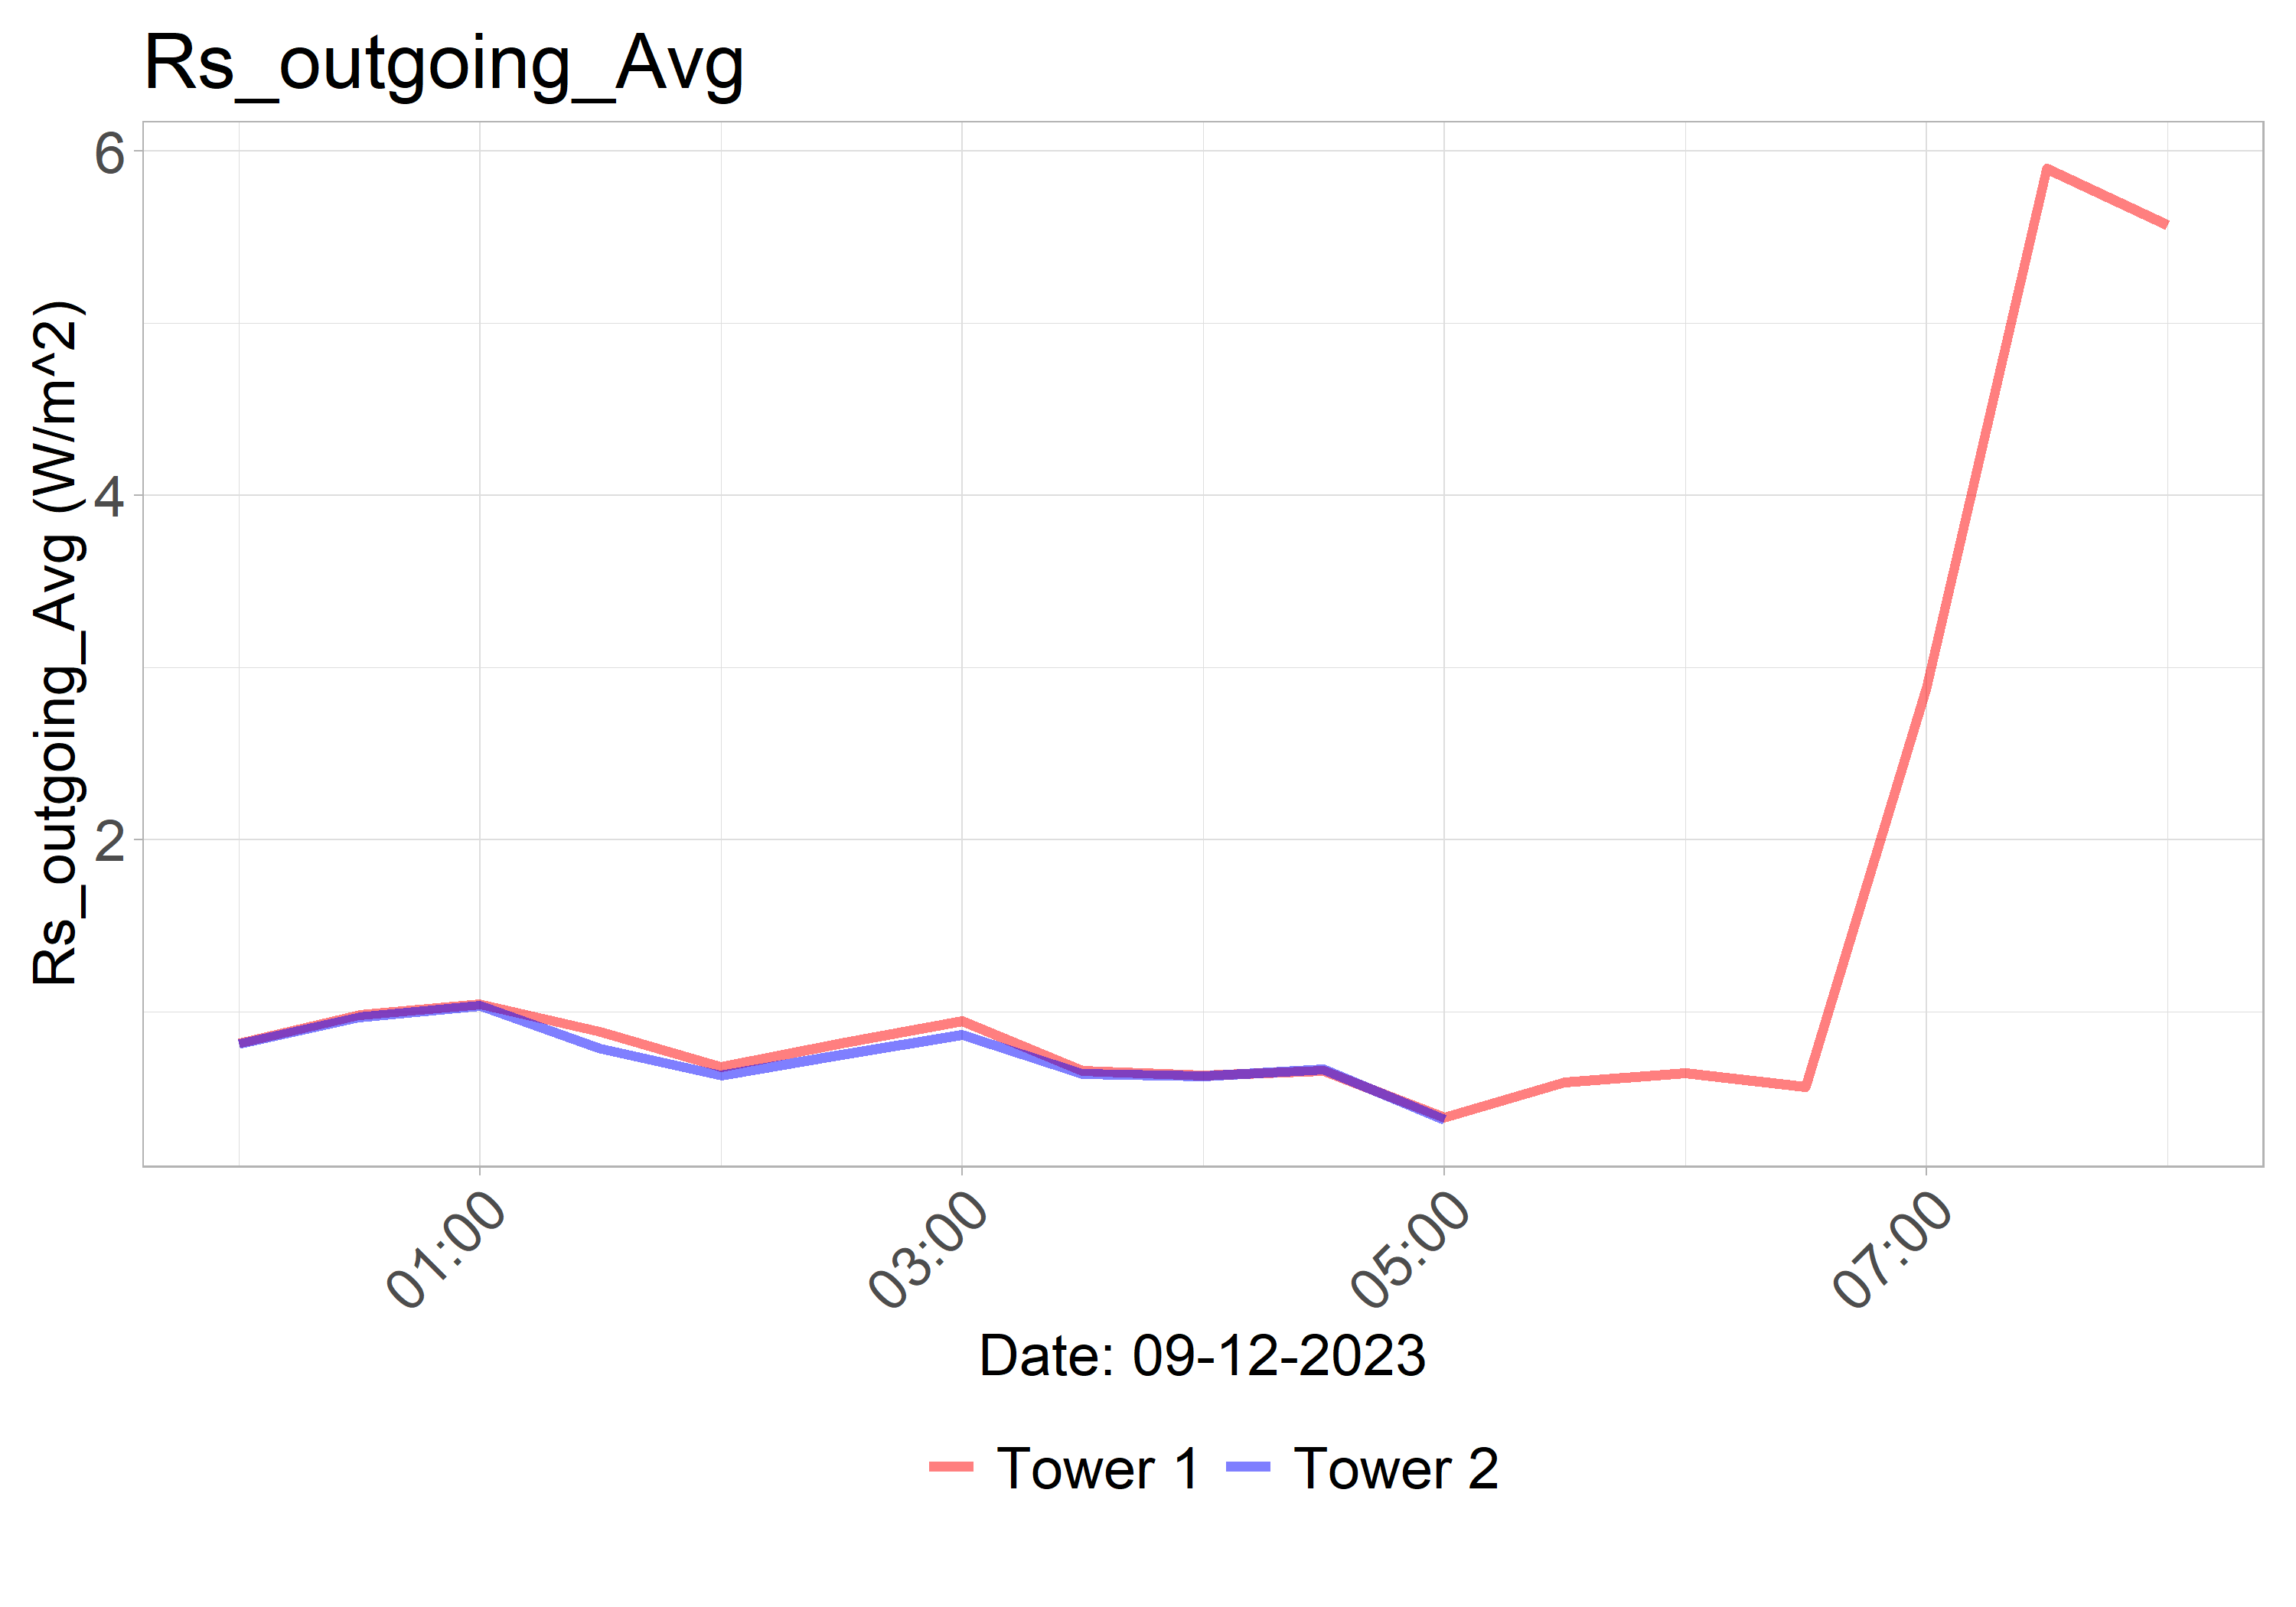 Rs_outgoing_Avg
Rs_outgoing_Avg (W/m^2)
6
4
2
01:00
03:00
05:00
07:00
Date: 09-12-2023
Tower 1
Tower 2